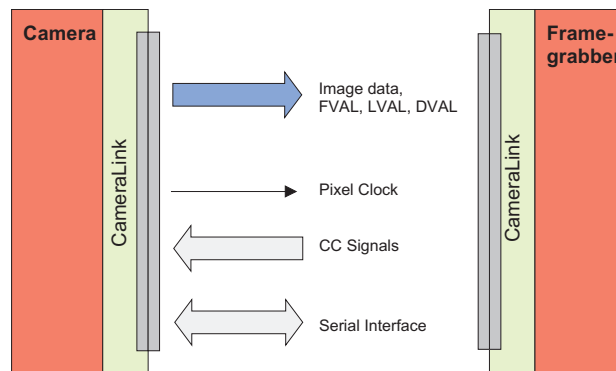 Camera
Frame-
grabber
Image data,
FVAL, LVAL, DVAL
CameraLink
CameraLink
Pixel Clock
CC Signals
Serial Interface